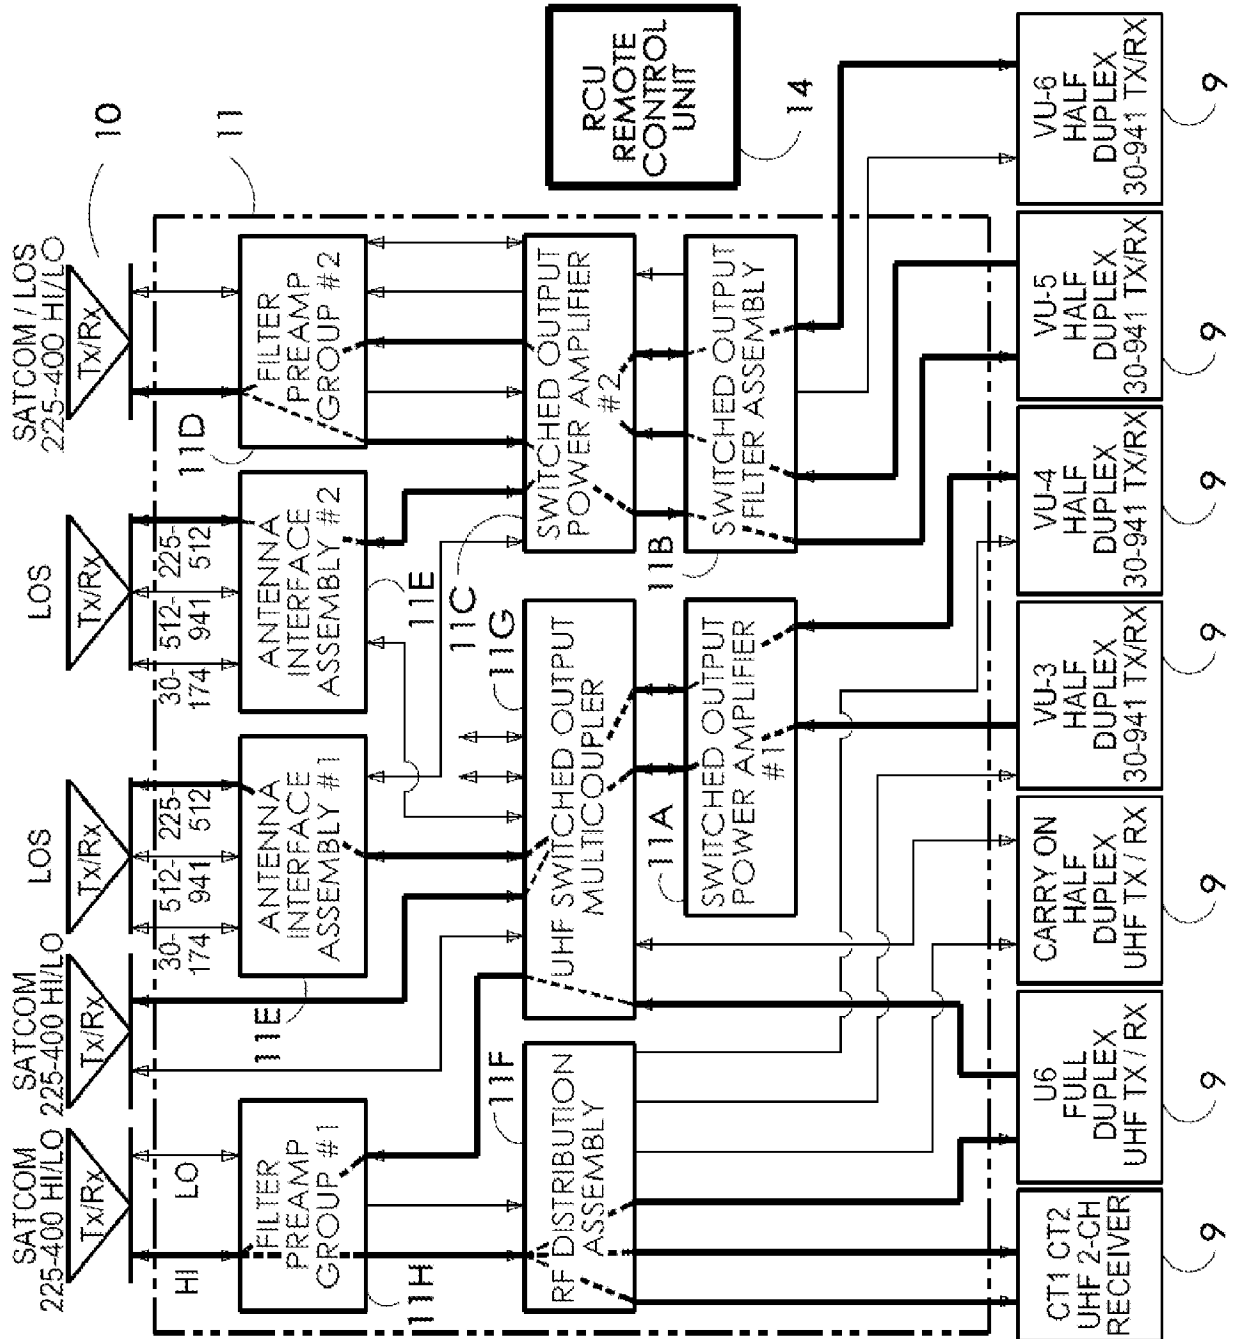 SATCOM
225-400 HI/LO
Tx/Rx
SATCOM
225-400 HI/LO
Tx/Rx
LOS
Tx/Rx
LOS
Tx/Rx
SATCOM / LOS
225-400 HI/LO
Tx/Rx
10
HI
LO
30-
174
512-
941
225-
512
30-
174
512-
941
225-
512
11
FILTER
PREAMP
GROUP #1
11H
ANTENNA
INTERFACE
ASSEMBLY #1
11E
ANTENNA
INTERFACE
ASSEMBLY #2
11E
FILTER
PREAMP
GROUP #2
11D
RF DISTRIBUTION
ASSEMBLY
11F
UHF SWITCHED OUTPUT
MULTICOUPLER
11G
SWITCHED OUTPUT
POWER AMPLIFIER
#2
11C
SWITCHED OUTPUT
POWER AMPLIFIER
#1
11A
SWITCHED OUTPUT
FILTER ASSEMBLY
11B
RCU
REMOTE
CONTROL
UNIT
14
CT1 CT2
UHF 2-CH
RECEIVER
9
U6
FULL
DUPLEX
UHF TX / RX
9
CARRY ON
HALF
DUPLEX
UHF TX / RX
9
VU-3
HALF
DUPLEX
30-941 TX/RX
9
VU-4
HALF
DUPLEX
30-941 TX/RX
9
VU-5
HALF
DUPLEX
30-941 TX/RX
9
VU-6
HALF
DUPLEX
30-941 TX/RX
9